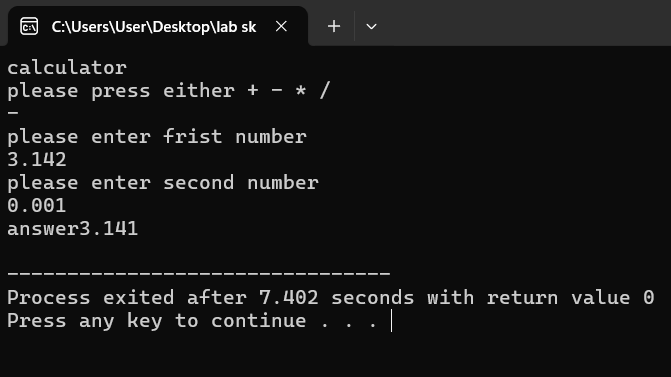 C:\Users\User\Desktop\lab sk
calculator
please press either + - * /
-
please enter frist number
3.142
please enter second number
0.001
answer3.141
--------------------------------
Process exited after 7.402 seconds with return value 0
Press any key to continue . . .